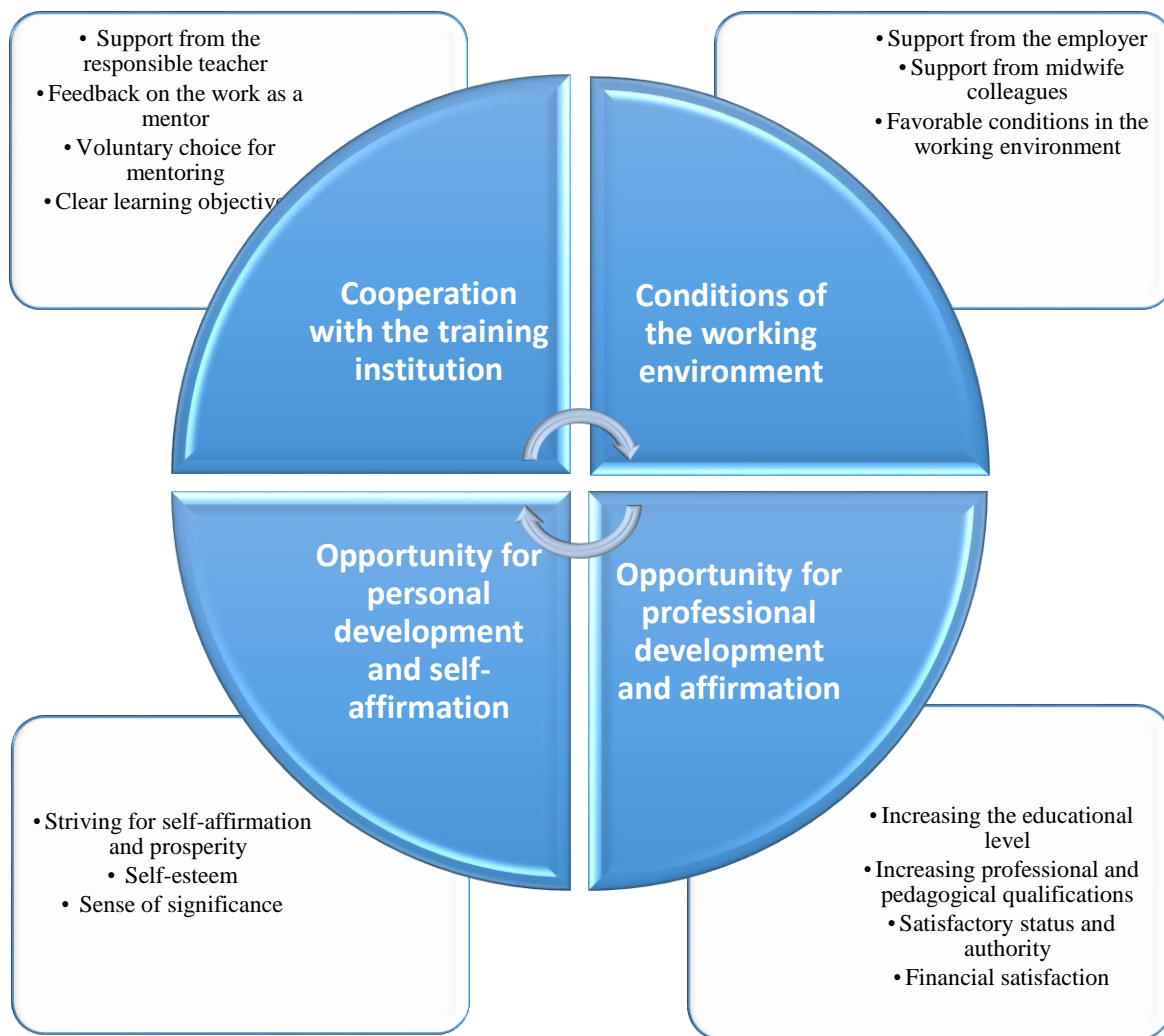 • Support from the
responsible teacher
• Feedback on the work as a
mentor
• Voluntary choice for
mentoring
• Clear learning objectiv
• Support from the employer
• Support from midwife
colleagues
• Favorable conditions in the
working environment
Cooperation
with the training
institution
Conditions of
the working
environment
Opportunity for
personal
development
and self-
affirmation
Opportunity for
professional
development
and affirmation
• Striving for self-affirmation
and prosperity
• Self-esteem
• Sense of significance
• Increasing the educational
level
• Increasing professional and
pedagogical qualifications
• Satisfactory status and
authority
• Financial satisfaction